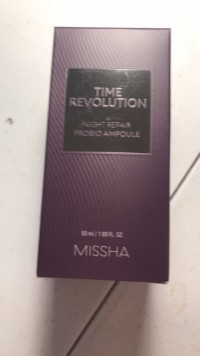 TIME
REVOLUTION
NIGHT REPAIR
PROBIO AMPOULE
50 ml / 1.69 FL. OZ
MISSHA